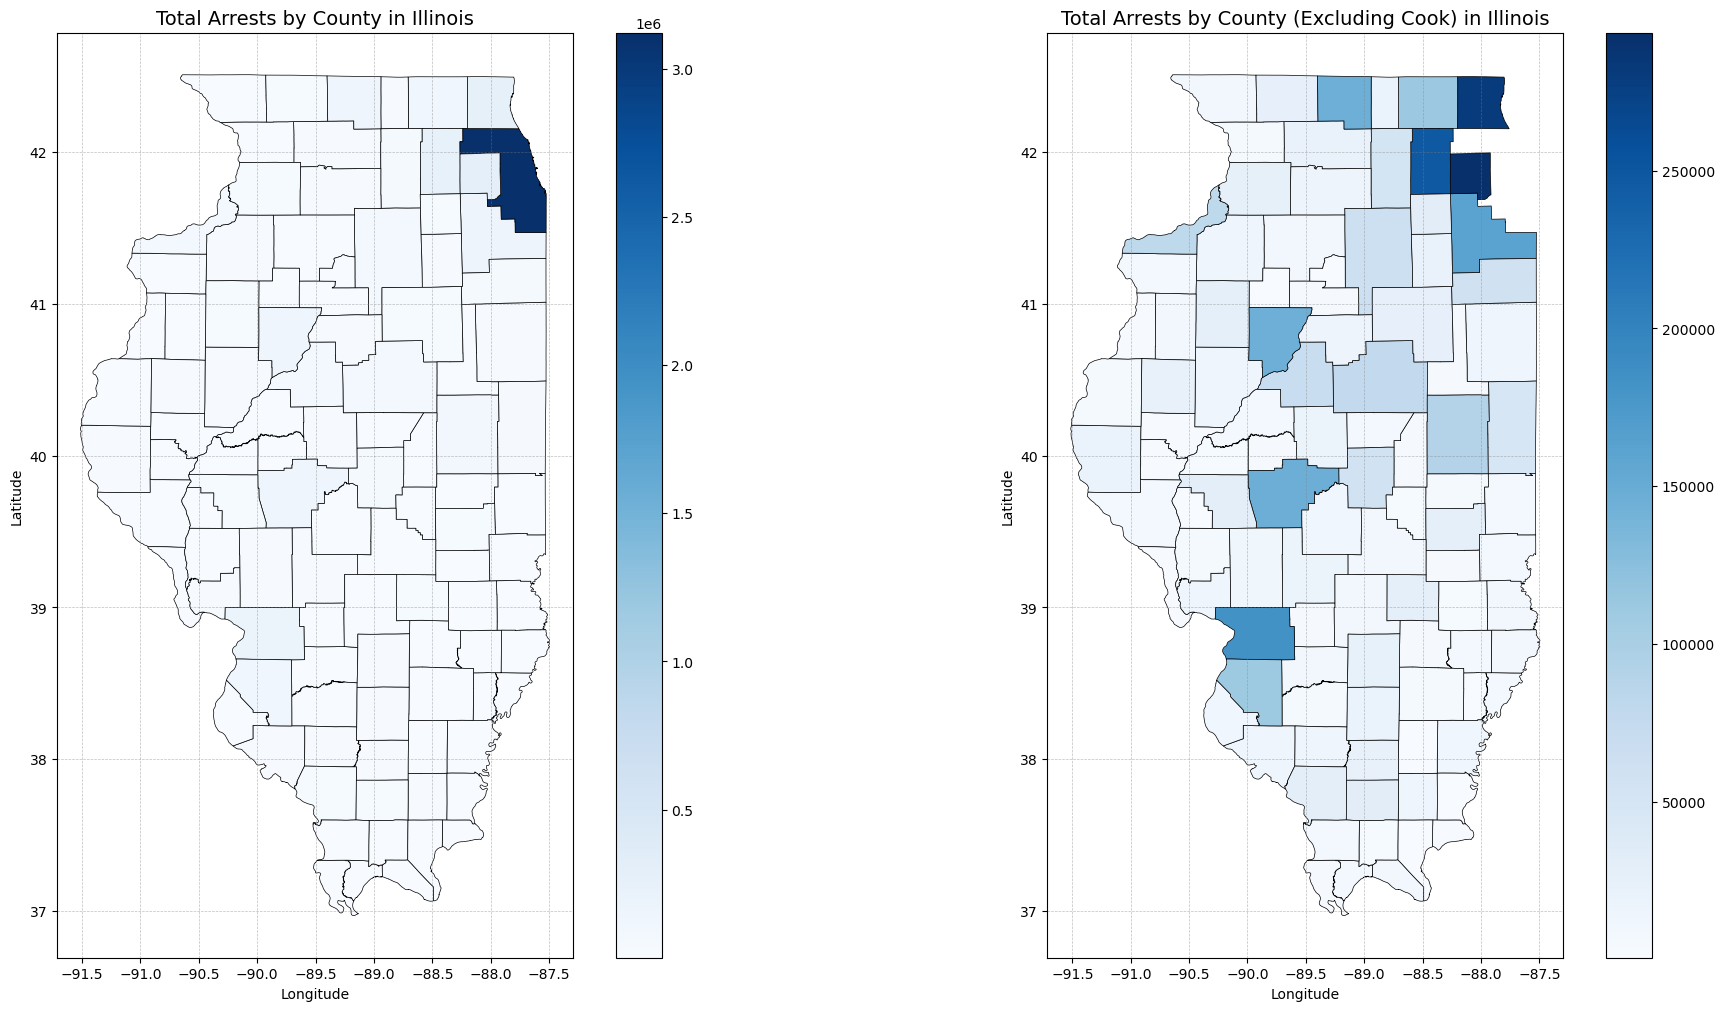 Total Arrests by County in Illinois
1e6
3.0
2.5
2.0
1.5
1.0
0.5
42
41
40
39
38
37
Latitude
−91.5 −91.0 −90.5 −90.0 −89.5 −89.0 −88.5 −88.0 −87.5
Longitude
Total Arrests by County (Excluding Cook) in Illinois
250000
200000
150000
100000
50000
42
41
40
39
38
37
Latitude
−91.5 −91.0 −90.5 −90.0 −89.5 −89.0 −88.5 −88.0 −87.5
Longitude